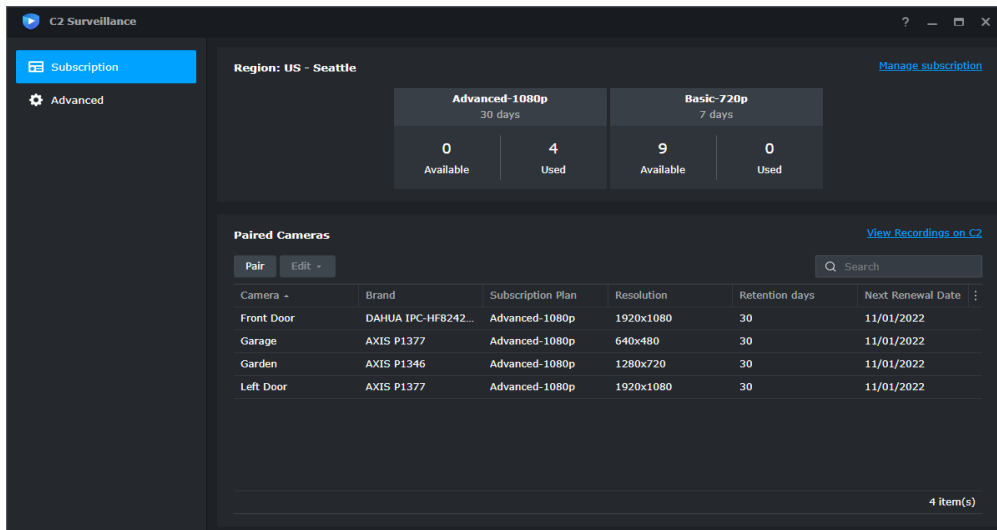 C2 Surveillance
?
Subscription
Advanced
Region: US - Seattle
Manage subscription
Advanced-1080p
30 days
Basic-720p
7 days
0
Available
4
Used
9
Available
0
Used
Paired Cameras
View Recordings on C2
Pair
Edit
Search
Camera Brand Subscription Plan Resolution Retention days Next Renewal Date
Front Door DAHUA IPC-HF8242... Advanced-1080p 1920x1080 30 11/01/2022
Garage AXIS P1377 Advanced-1080p 640x480 30 11/01/2022
Garden AXIS P1346 Advanced-1080p 1280x720 30 11/01/2022
Left Door AXIS P1377 Advanced-1080p 1920x1080 30 11/01/2022
4 item(s)